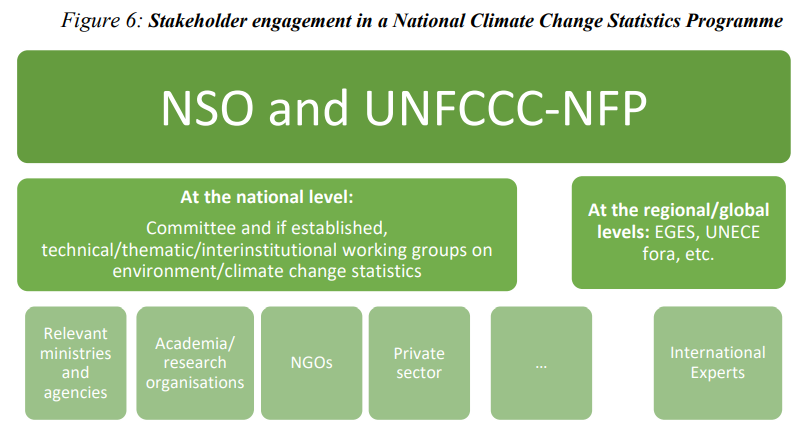 Figure 6: Stakeholder engagement in a National Climate Change Statistics Programme
NSO and UNFCCC-NFP
At the national level:
Committee and if established,
technical/thematic/interinstitutional working groups on
environment/climate change statistics
At the regional/global
levels: EGES, UNECE
fora, etc.
Relevant
ministries
and
agencies
Academia/
research
organisations
NGOs
Private
sector
...
International
Experts